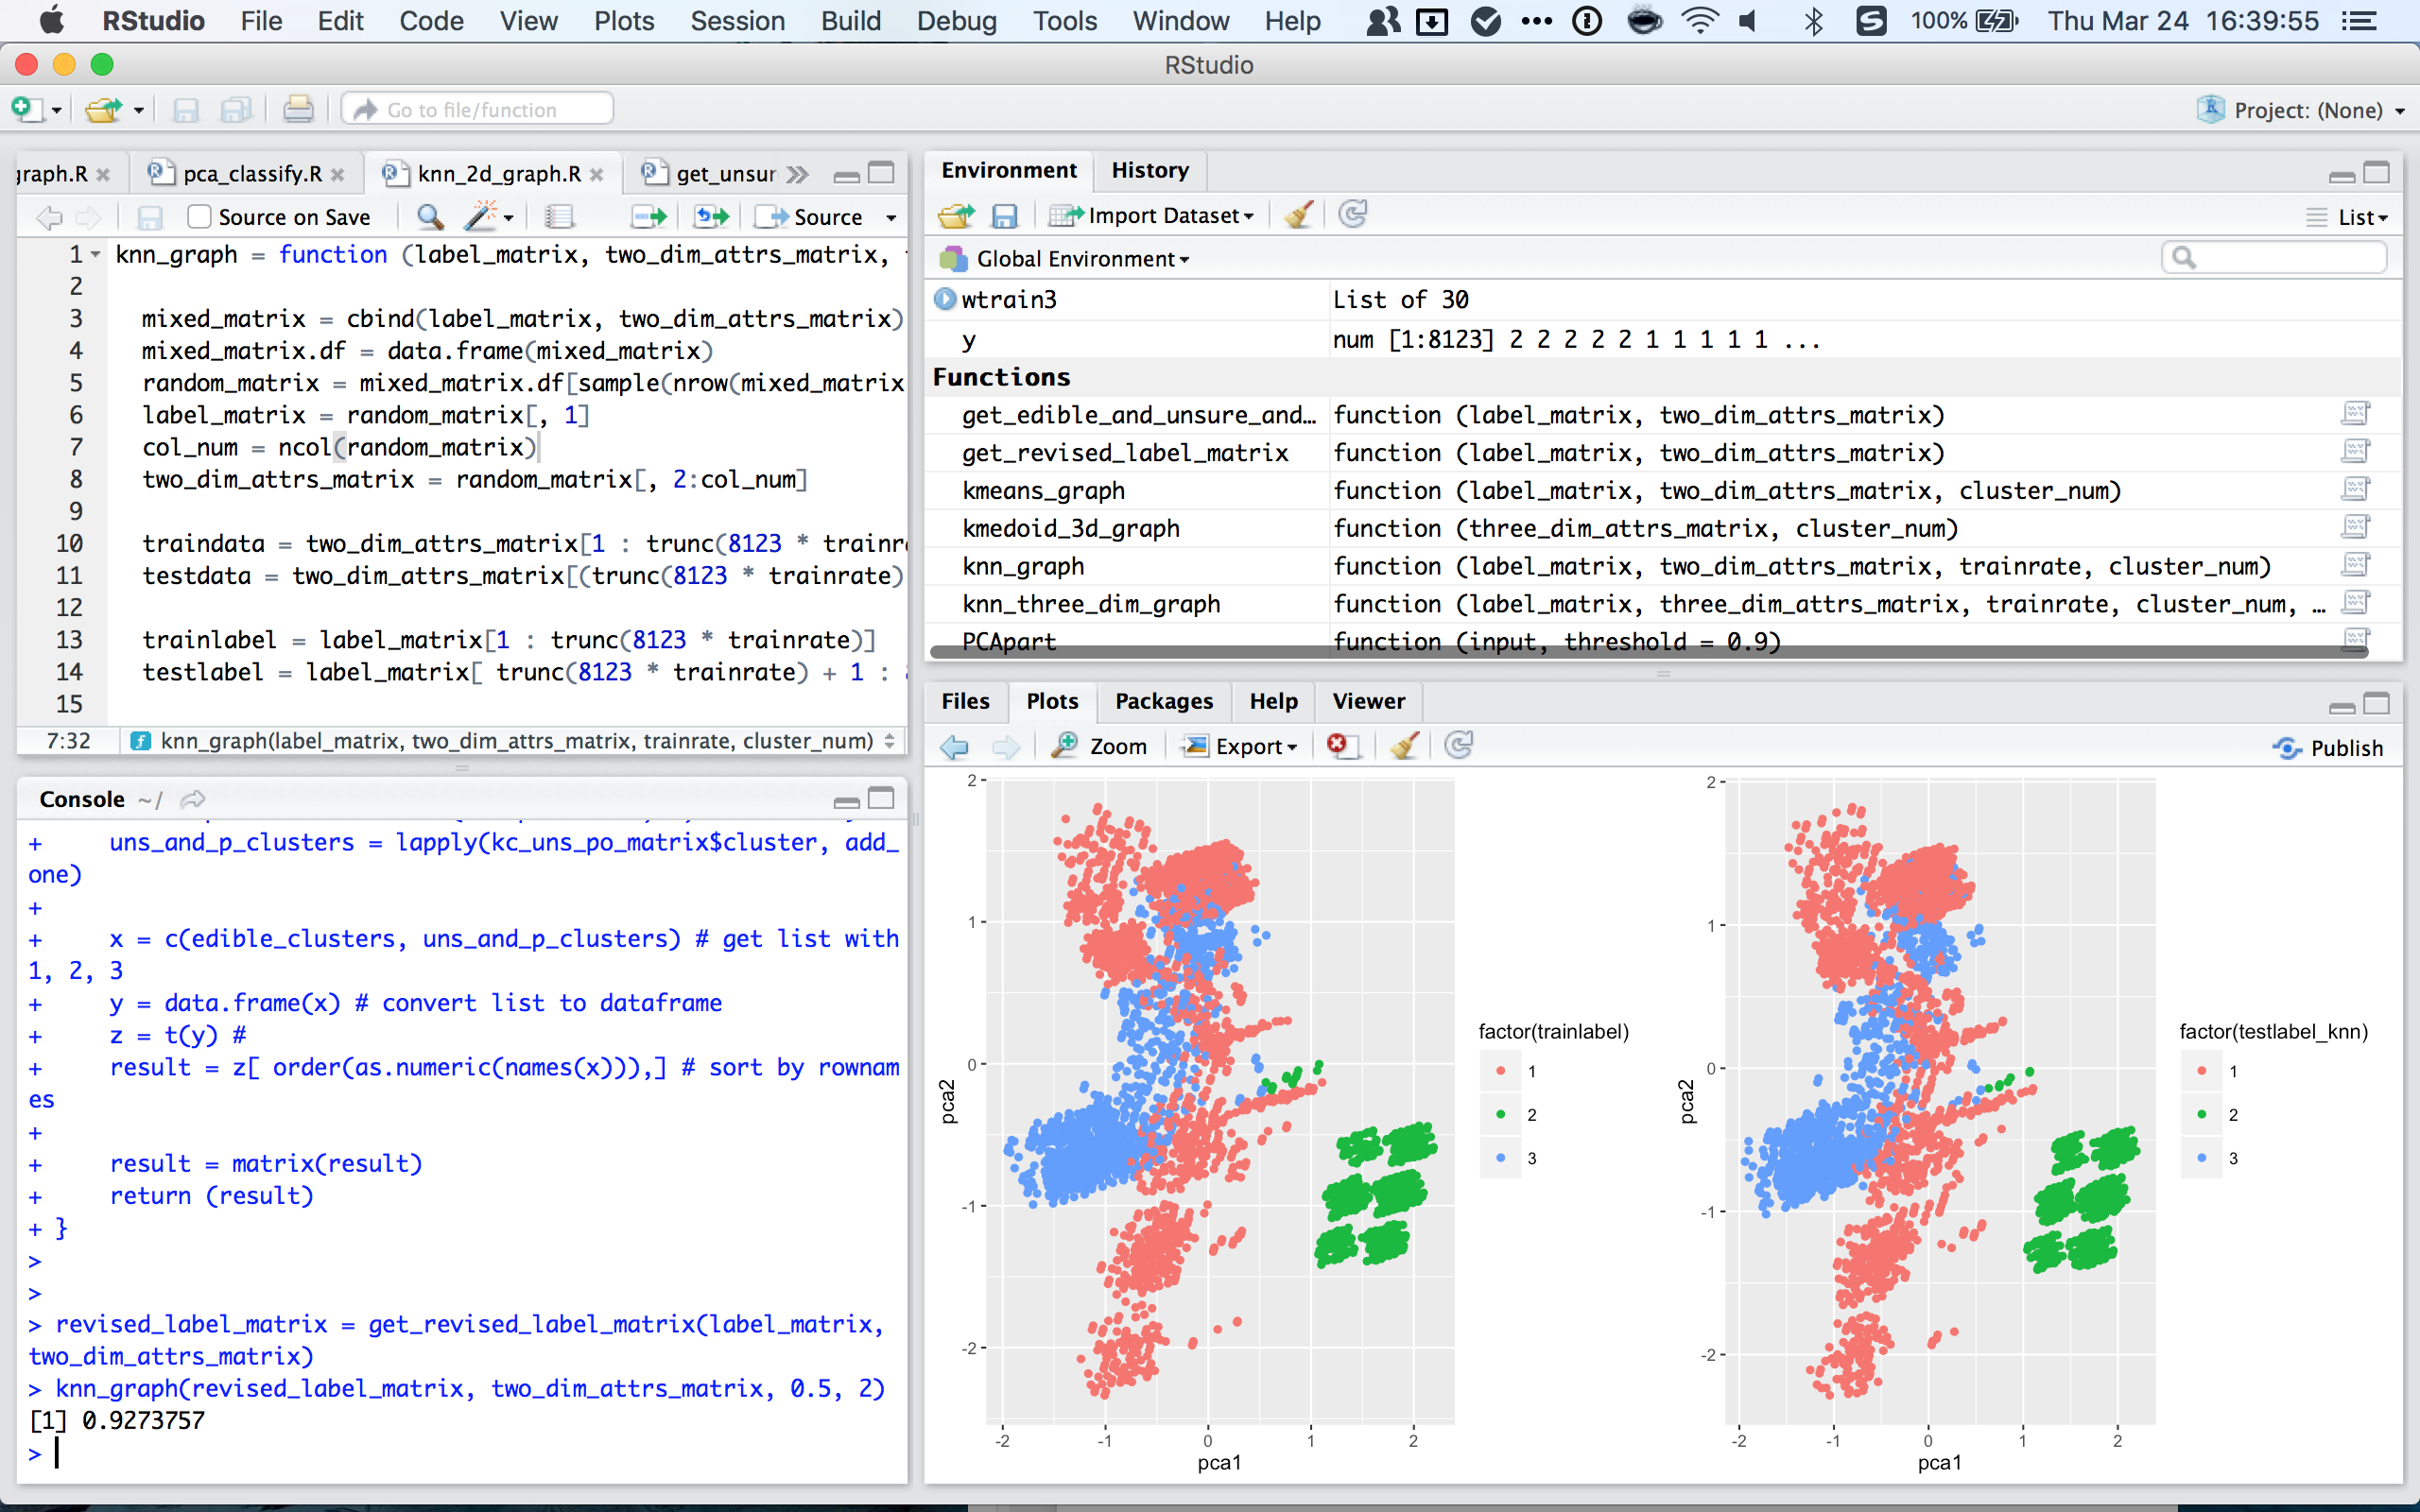 RStudio File Edit Code View Plots Session Build Debug Tools Window Help 100% Thu Mar 24 16:39:55
RStudio
Go to file/function
Project: (None)
graph.R pca_classify.R knn_2d_graph.R get_unsur
Source on Save Source
1 knn_graph = function (label_matrix, two_dim_attrs_matrix,
2
3 mixed_matrix = cbind(label_matrix, two_dim_attrs_matrix)
4 mixed_matrix.df = data.frame(mixed_matrix)
5 random_matrix = mixed_matrix.df[sample(nrow(mixed_matrix
6 label_matrix = random_matrix[, 1]
7 col_num = ncol(random_matrix)
8 two_dim_attrs_matrix = random_matrix[, 2:col_num]
9
10 traindata = two_dim_attrs_matrix[1 : trunc(8123 * trainr
11 testdata = two_dim_attrs_matrix[(trunc(8123 * trainrate)
12
13 trainlabel = label_matrix[1 : trunc(8123 * trainrate)]
14 testlabel = label_matrix[ trunc(8123 * trainrate) + 1 :
15
7:32 knn_graph(label_matrix, two_dim_attrs_matrix, trainrate, cluster_num)
Console ~/
+ uns_and_p_clusters = lapply(kc_uns_po_matrix$cluster, add_
one)
+
+ x = c(edible_clusters, uns_and_p_clusters) # get list with
1, 2, 3
+ y = data.frame(x) # convert list to dataframe
+ z = t(y) #
+ result = z[ order(as.numeric(names(x))),] # sort by rownam
es
+
+ result = matrix(result)
+ return (result)
+ }
>
>
> revised_label_matrix = get_revised_label_matrix(label_matrix,
two_dim_attrs_matrix)
> knn_graph(revised_label_matrix, two_dim_attrs_matrix, 0.5, 2)
[1] 0.9273757
>
Environment History
Import Dataset List
Global Environment
wtrain3 List of 30
y num [1:8123] 2 2 2 2 2 1 1 1 1 1 ...
Functions
get_edible_and_unsure_and… function (label_matrix, two_dim_attrs_matrix)
get_revised_label_matrix function (label_matrix, two_dim_attrs_matrix)
kmeans_graph function (label_matrix, two_dim_attrs_matrix, cluster_num)
kmedoid_3d_graph function (three_dim_attrs_matrix, cluster_num)
knn_graph function (label_matrix, two_dim_attrs_matrix, trainrate, cluster_num)
knn_three_dim_graph function (label_matrix, three_dim_attrs_matrix, trainrate, cluster_num, …
PCApart function (input, threshold = 0.9)
Files Plots Packages Help Viewer
Zoom Export Publish
2
1
0
-1
-2
pca2
-2 -1 0 1 2
pca1
factor(trainlabel)
1
2
3
2
1
0
-1
-2
pca2
-2 -1 0 1 2
pca1
factor(testlabel_knn)
1
2
3